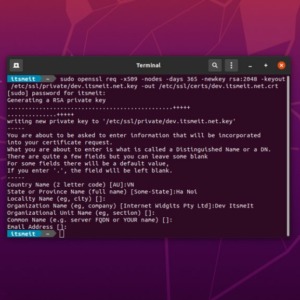 Terminal
itsmeit ~ sudo openssl req -x509 -nodes -days 365 -newkey rsa:2048 -keyout
/etc/ssl/private/dev.itsmeit.net.key -out /etc/ssl/certs/dev.itsmeit.net.crt
[sudo] password for itsmeit:
Generating a RSA private key
writing new private key to '/etc/ssl/private/dev.itsmeit.net.key'
-----
You are about to be asked to enter information that will be incorporated
into your certificate request.
What you are about to enter is what is called a Distinguished Name or a DN.
There are quite a few fields but you can leave some blank
For some fields there will be a default value,
If you enter '.', the field will be left blank.
-----
Country Name (2 letter code) [AU]:VN
State or Province Name (full name) [Some-State]:Ha Noi
Locality Name (eg, city) []:
Organization Name (eg, company) [Internet Widgits Pty Ltd]:Dev ItsmeIt
Organizational Unit Name (eg, section) []:
Common Name (e.g. server FQDN or YOUR name) []:
Email Address []:
itsmeit ~